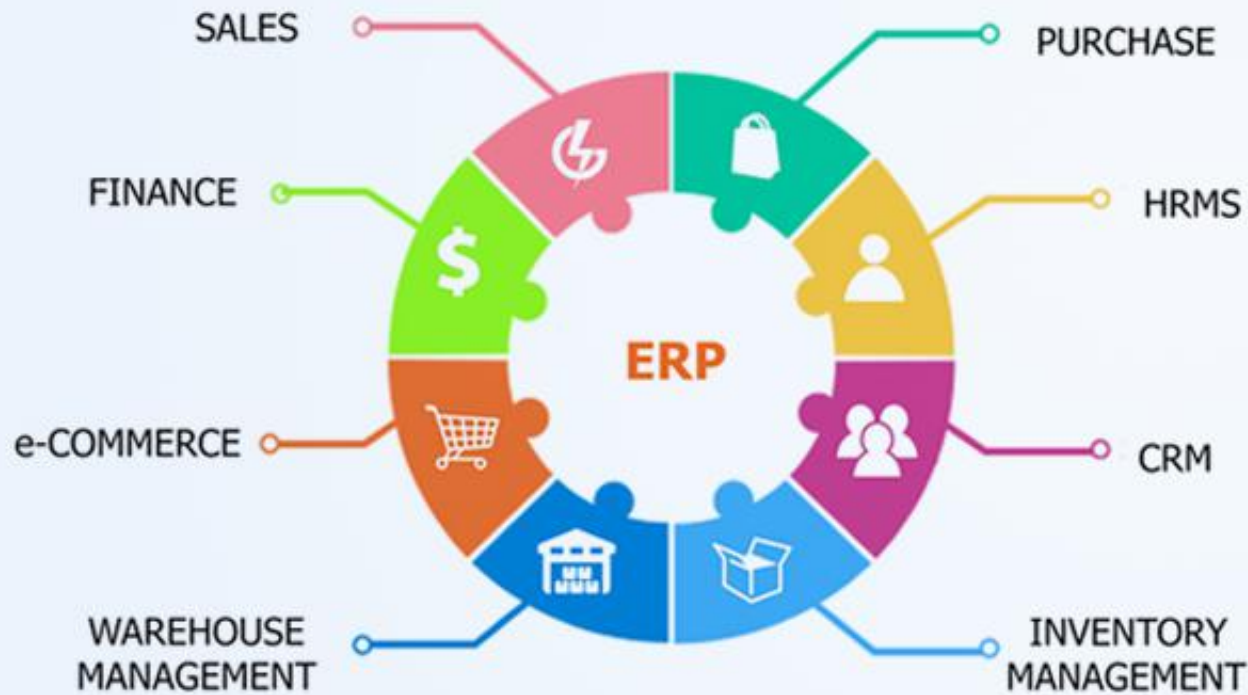 SALES
PURCHASE
FINANCE
HRMS
$
ERP
e-COMMERCE
CRM
WAREHOUSE
MANAGEMENT
INVENTORY
MANAGEMENT